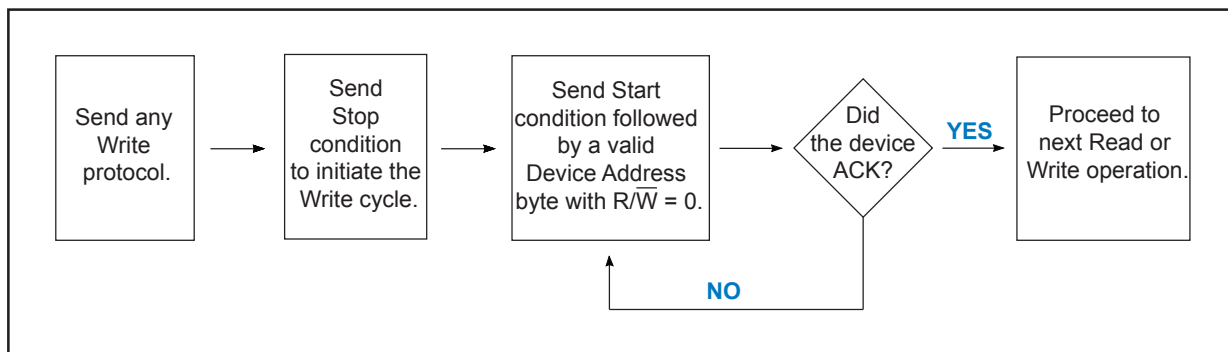 Send any
Write
protocol.
Send
Stop
condition
to initiate the
Write cycle.
Send Start
condition followed
by a valid
Device Address
byte with R/W̅ = 0.
Did
the device
ACK?
YES
NO
Proceed to
next Read or
Write operation.